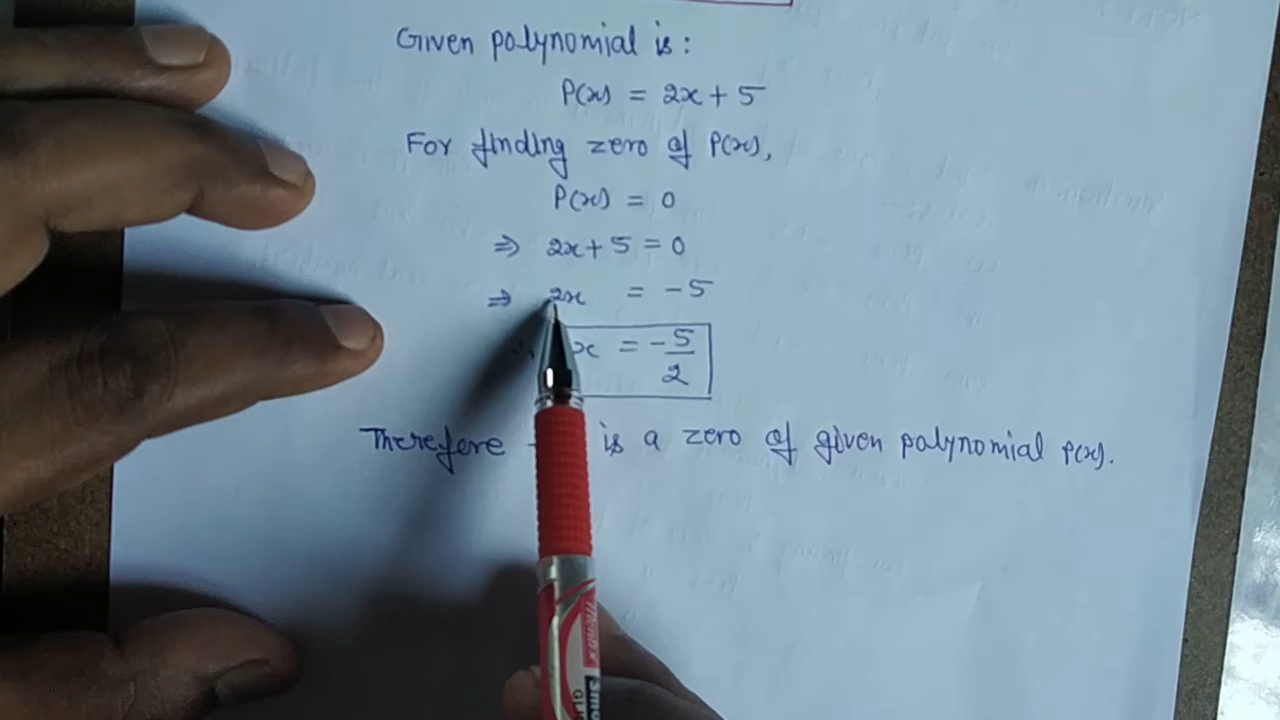 Given polynomial is:
P(x) = 2x + 5
For finding zero of P(x),
P(x) = 0
⇒ 2x + 5 = 0
⇒ 2x = -5
x = -5/2
Therefore is a zero of given polynomial P(x).